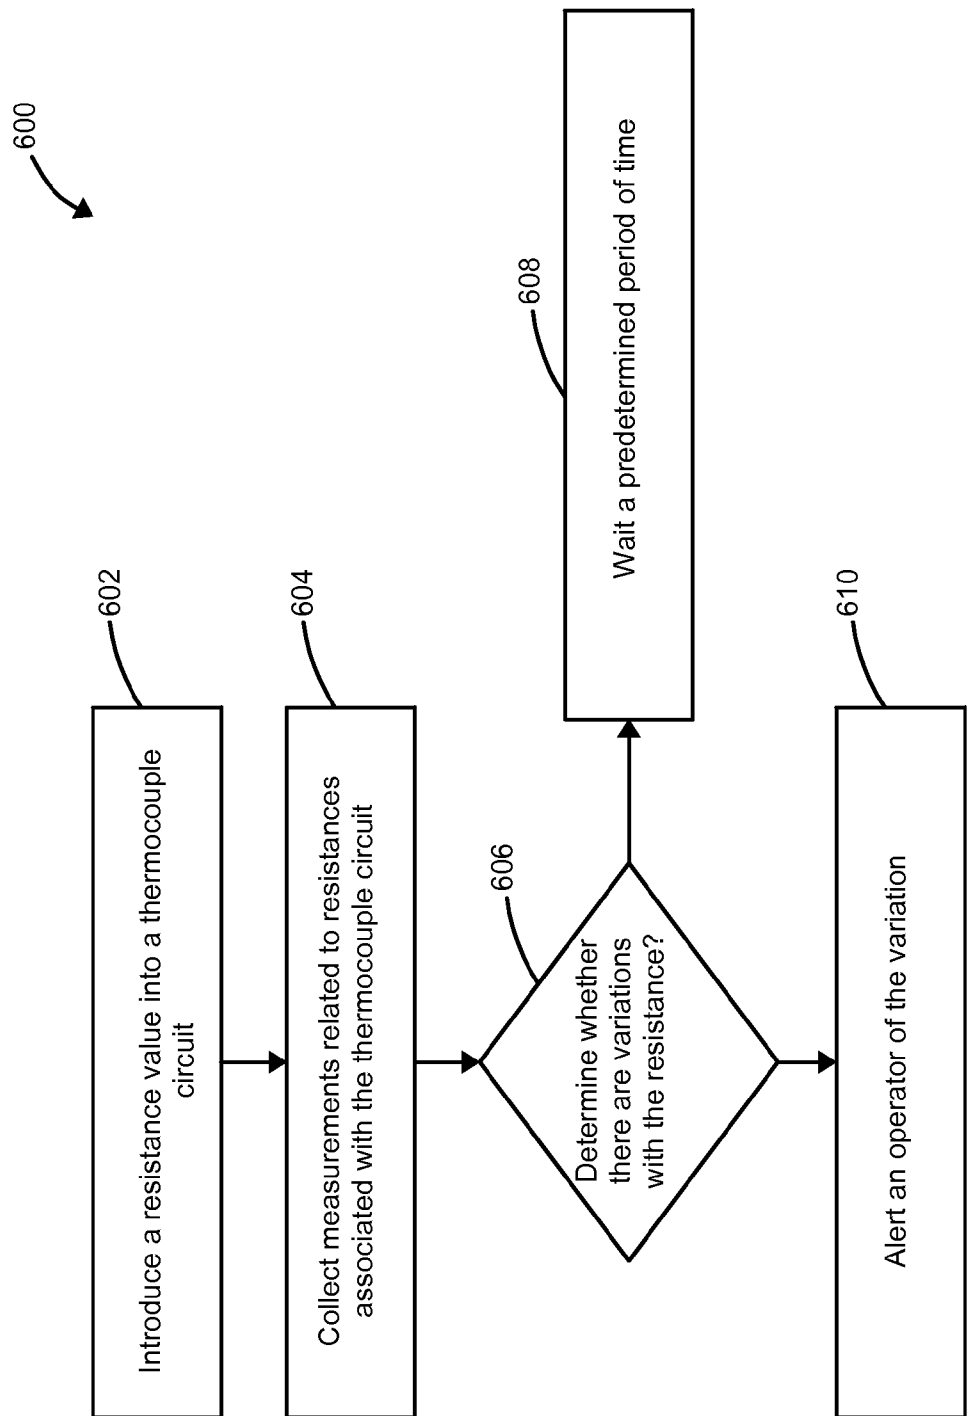 600
602
Introduce a resistance value into a thermocouple
circuit
604
Collect measurements related to resistances
associated with the thermocouple circuit
606
Determine whether
there are variations
with the resistance?
608
Wait a predetermined period of time
610
Alert an operator of the variation